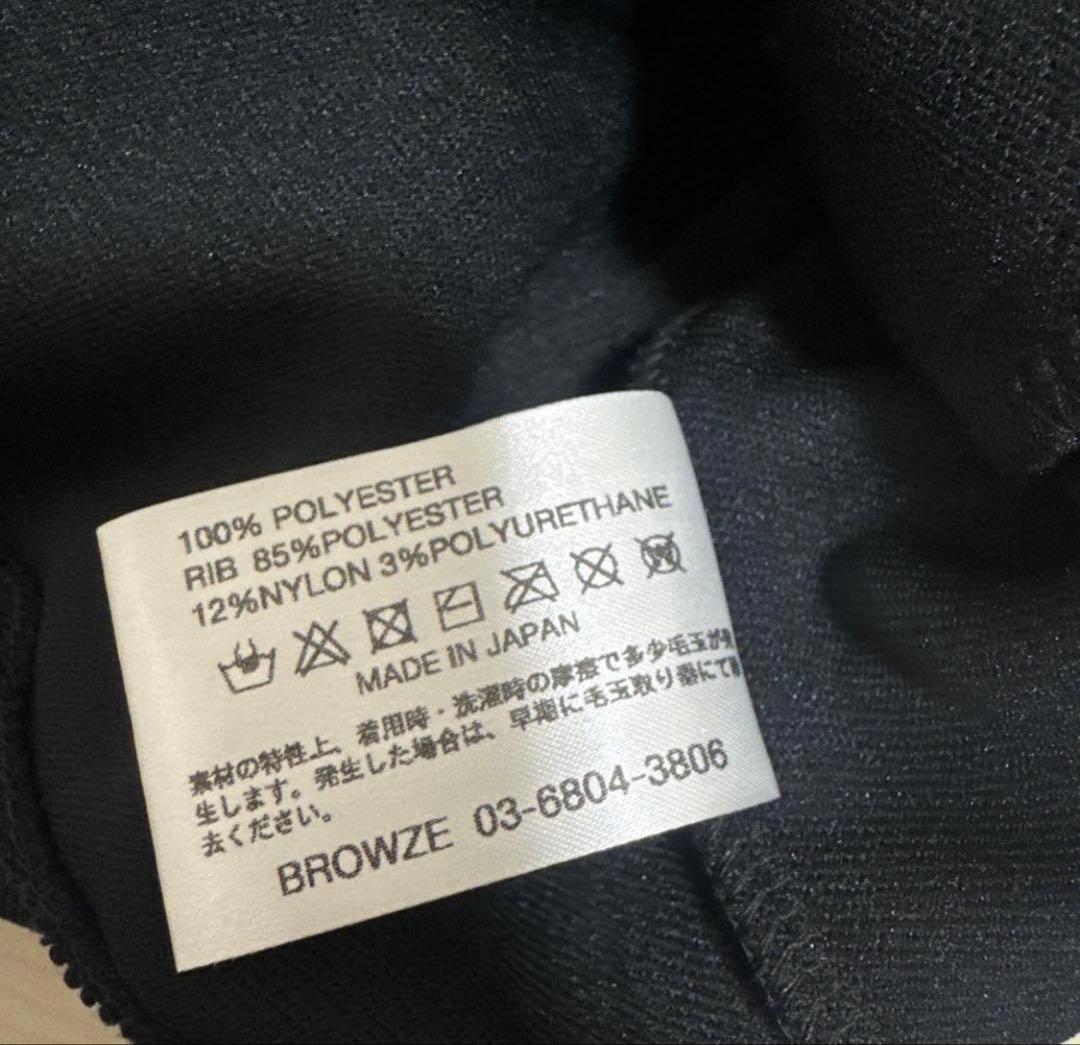 100% POLYESTER
RIB 85%POLYESTER
12%NYLON 3%POLYURETHANE
MADE IN JAPAN
素材の特性上、着用時・洗濯時の摩擦で多少毛玉が発
生します。発生した場合は、早期に毛玉取り器にて除
去ください。
BROWZE 03-6804-3806